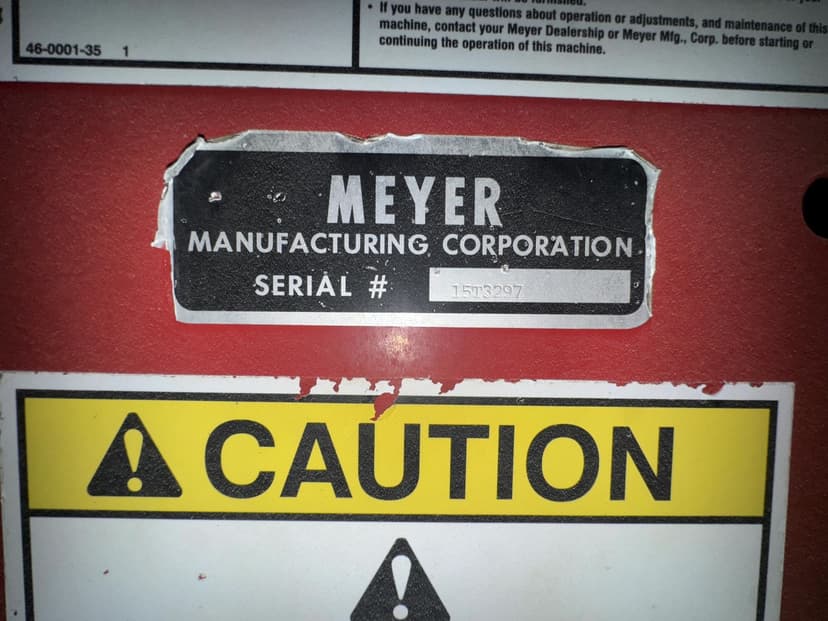 • If you have any questions about operation or adjustments, and maintenance of this
machine, contact your Meyer Dealership or Meyer Mfg., Corp. before starting or
continuing the operation of this machine.
46-0001-35 1
MEYER
MANUFACTURING CORPORATION
SERIAL # 15T3297
CAUTION